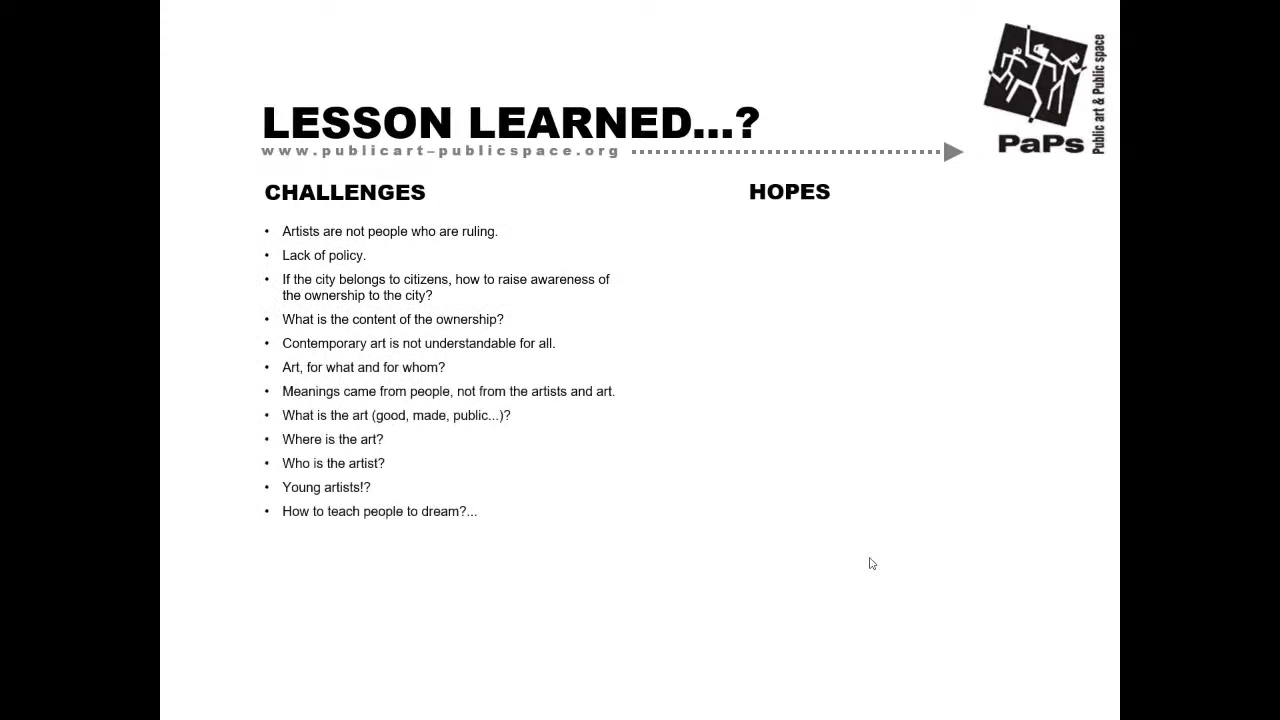 LESSON LEARNED...?
www.publicart–publicspace.org
PaPs
Public art & Public space
CHALLENGES
• Artists are not people who are ruling.
• Lack of policy.
• If the city belongs to citizens, how to raise awareness of
the ownership to the city?
• What is the content of the ownership?
• Contemporary art is not understandable for all.
• Art, for what and for whom?
• Meanings came from people, not from the artists and art.
• What is the art (good, made, public...)?
• Where is the art?
• Who is the artist?
• Young artists!?
• How to teach people to dream?...
HOPES